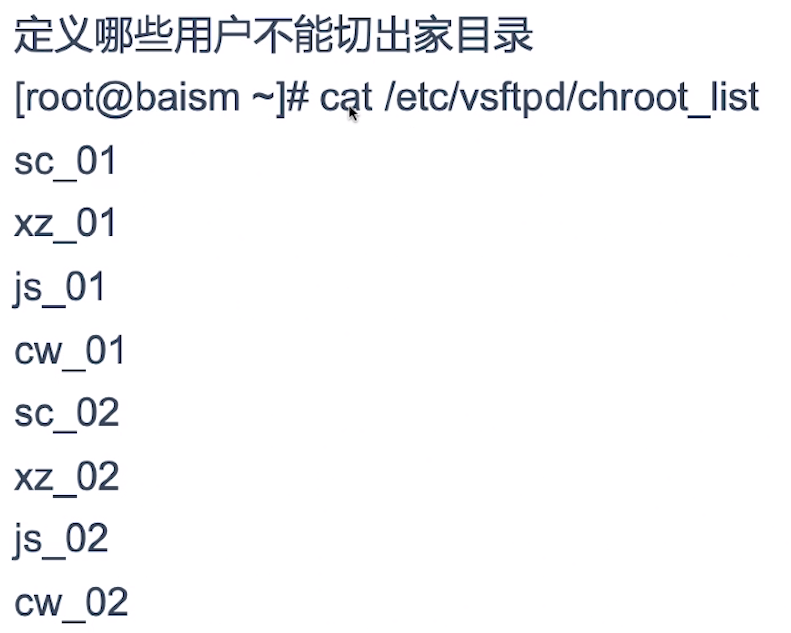 定义哪些用户不能切出家目录
[root@baism ~]# cat /etc/vsftpd/chroot_list
sc_01
xz_01
js_01
cw_01
sc_02
xz_02
js_02
cw_02